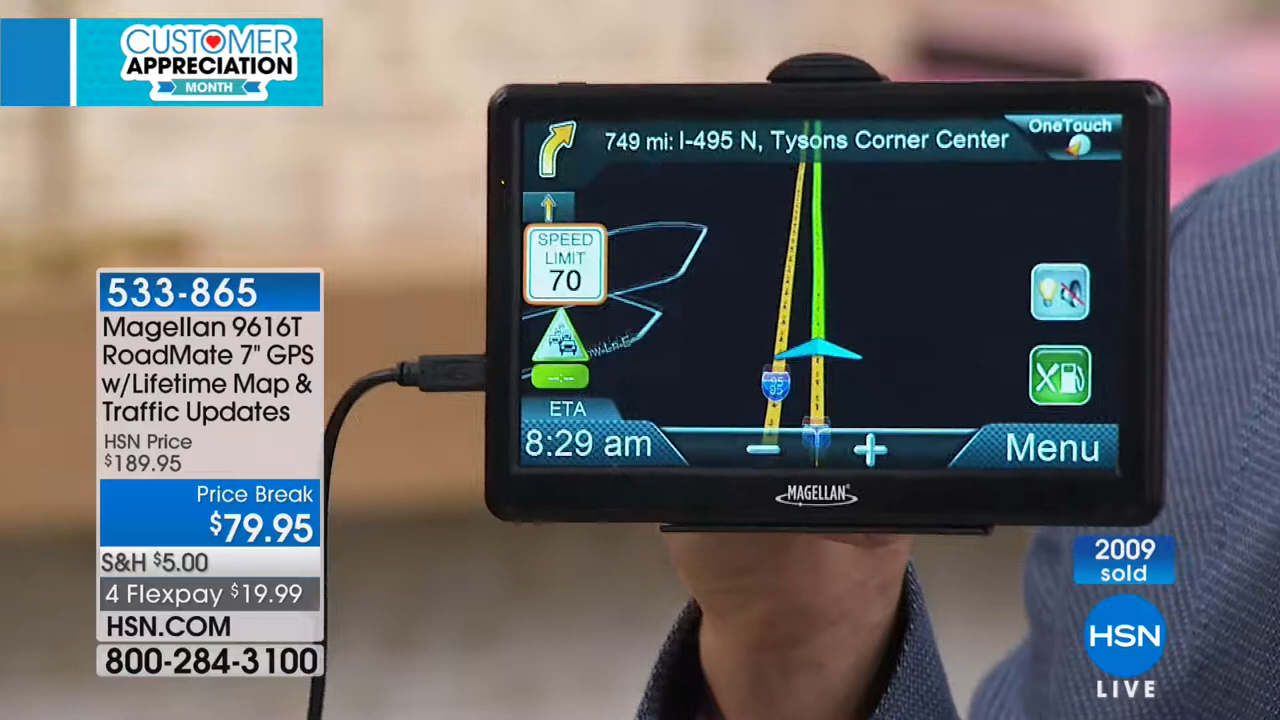 CUSTOMER
APPRECIATION
MONTH
533-865
Magellan 9616T
RoadMate 7" GPS
w/Lifetime Map &
Traffic Updates
HSN Price
$189.95
Price Break
$79.95
S&H $5.00
4 Flexpay $19.99
HSN.COM
800-284-3100
749 mi: I-495 N, Tysons Corner Center
OneTouch
SPEED
LIMIT
70
--:--
95
95
ETA
8:29 am
Menu
MAGELLAN®
2009
sold
HSN
LIVE